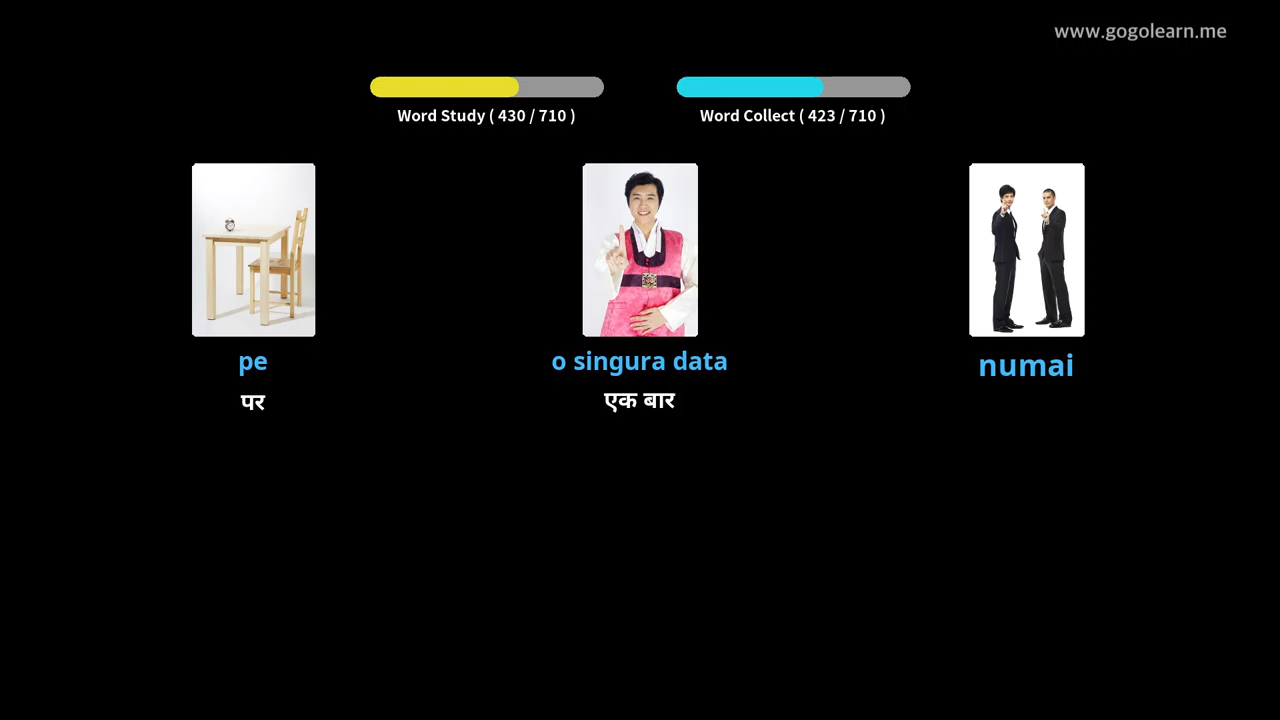 www.gogolearn.me
Word Study ( 430 / 710 )
Word Collect ( 423 / 710 )
pe
o singura data
numai
पर
एक बार